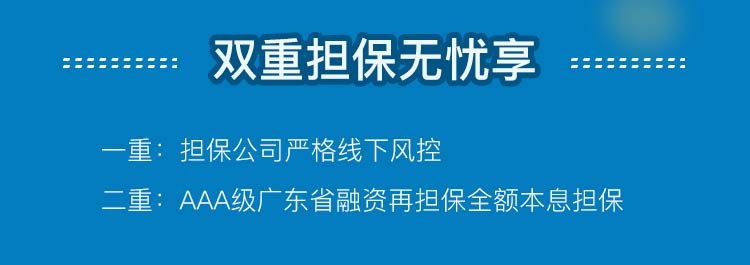 双重担保无忧享
一重：担保公司严格线下风控
二重：AAA级广东省融资再担保全额本息担保